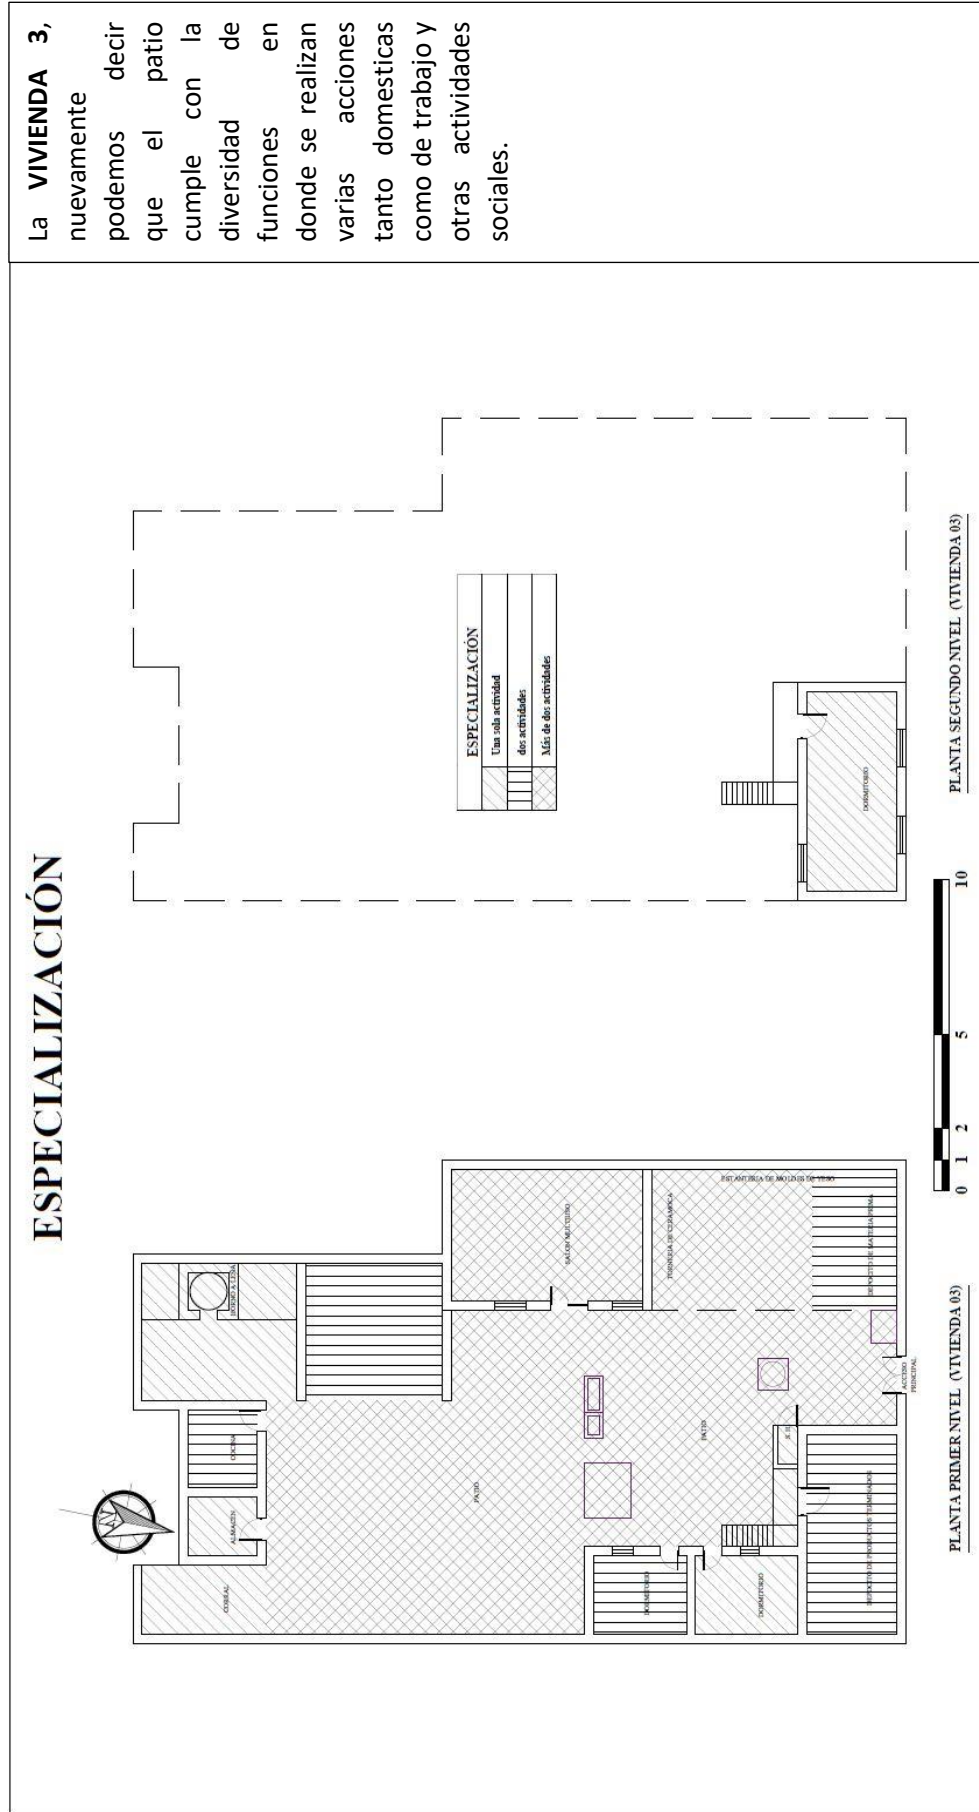 ESPECIALIZACIÓN
La VIVIENDA 3,
nuevamente
podemos decir
que el patio
cumple con la
diversidad de
funciones en
donde se realizan
varias acciones
tanto domesticas
como de trabajo y
otras actividades
sociales.
N
CORRAL
ALMACEN
COCINA
HORNO A LEÑA
PATIO
SALON MULTIUSO
TORNERIA DE CERAMOCA
ESTANTERIA DE MOLDES DE YESO
DEPOCITO DE MATERIA PRIMA
PATIO
DORMITORIO
DORMITORIO
DEPOCITO DE PRODUCTOS TERMINADOS
ACCESO
PRINCIPAL
PLANTA PRIMER NIVEL (VIVIENDA 03)
0 1 2 5 10
ESPECIALIZACIÓN
Una sola actividad
dos actividades
Más de dos actividades
DORMITORIO
PLANTA SEGUNDO NIVEL (VIVIENDA 03)